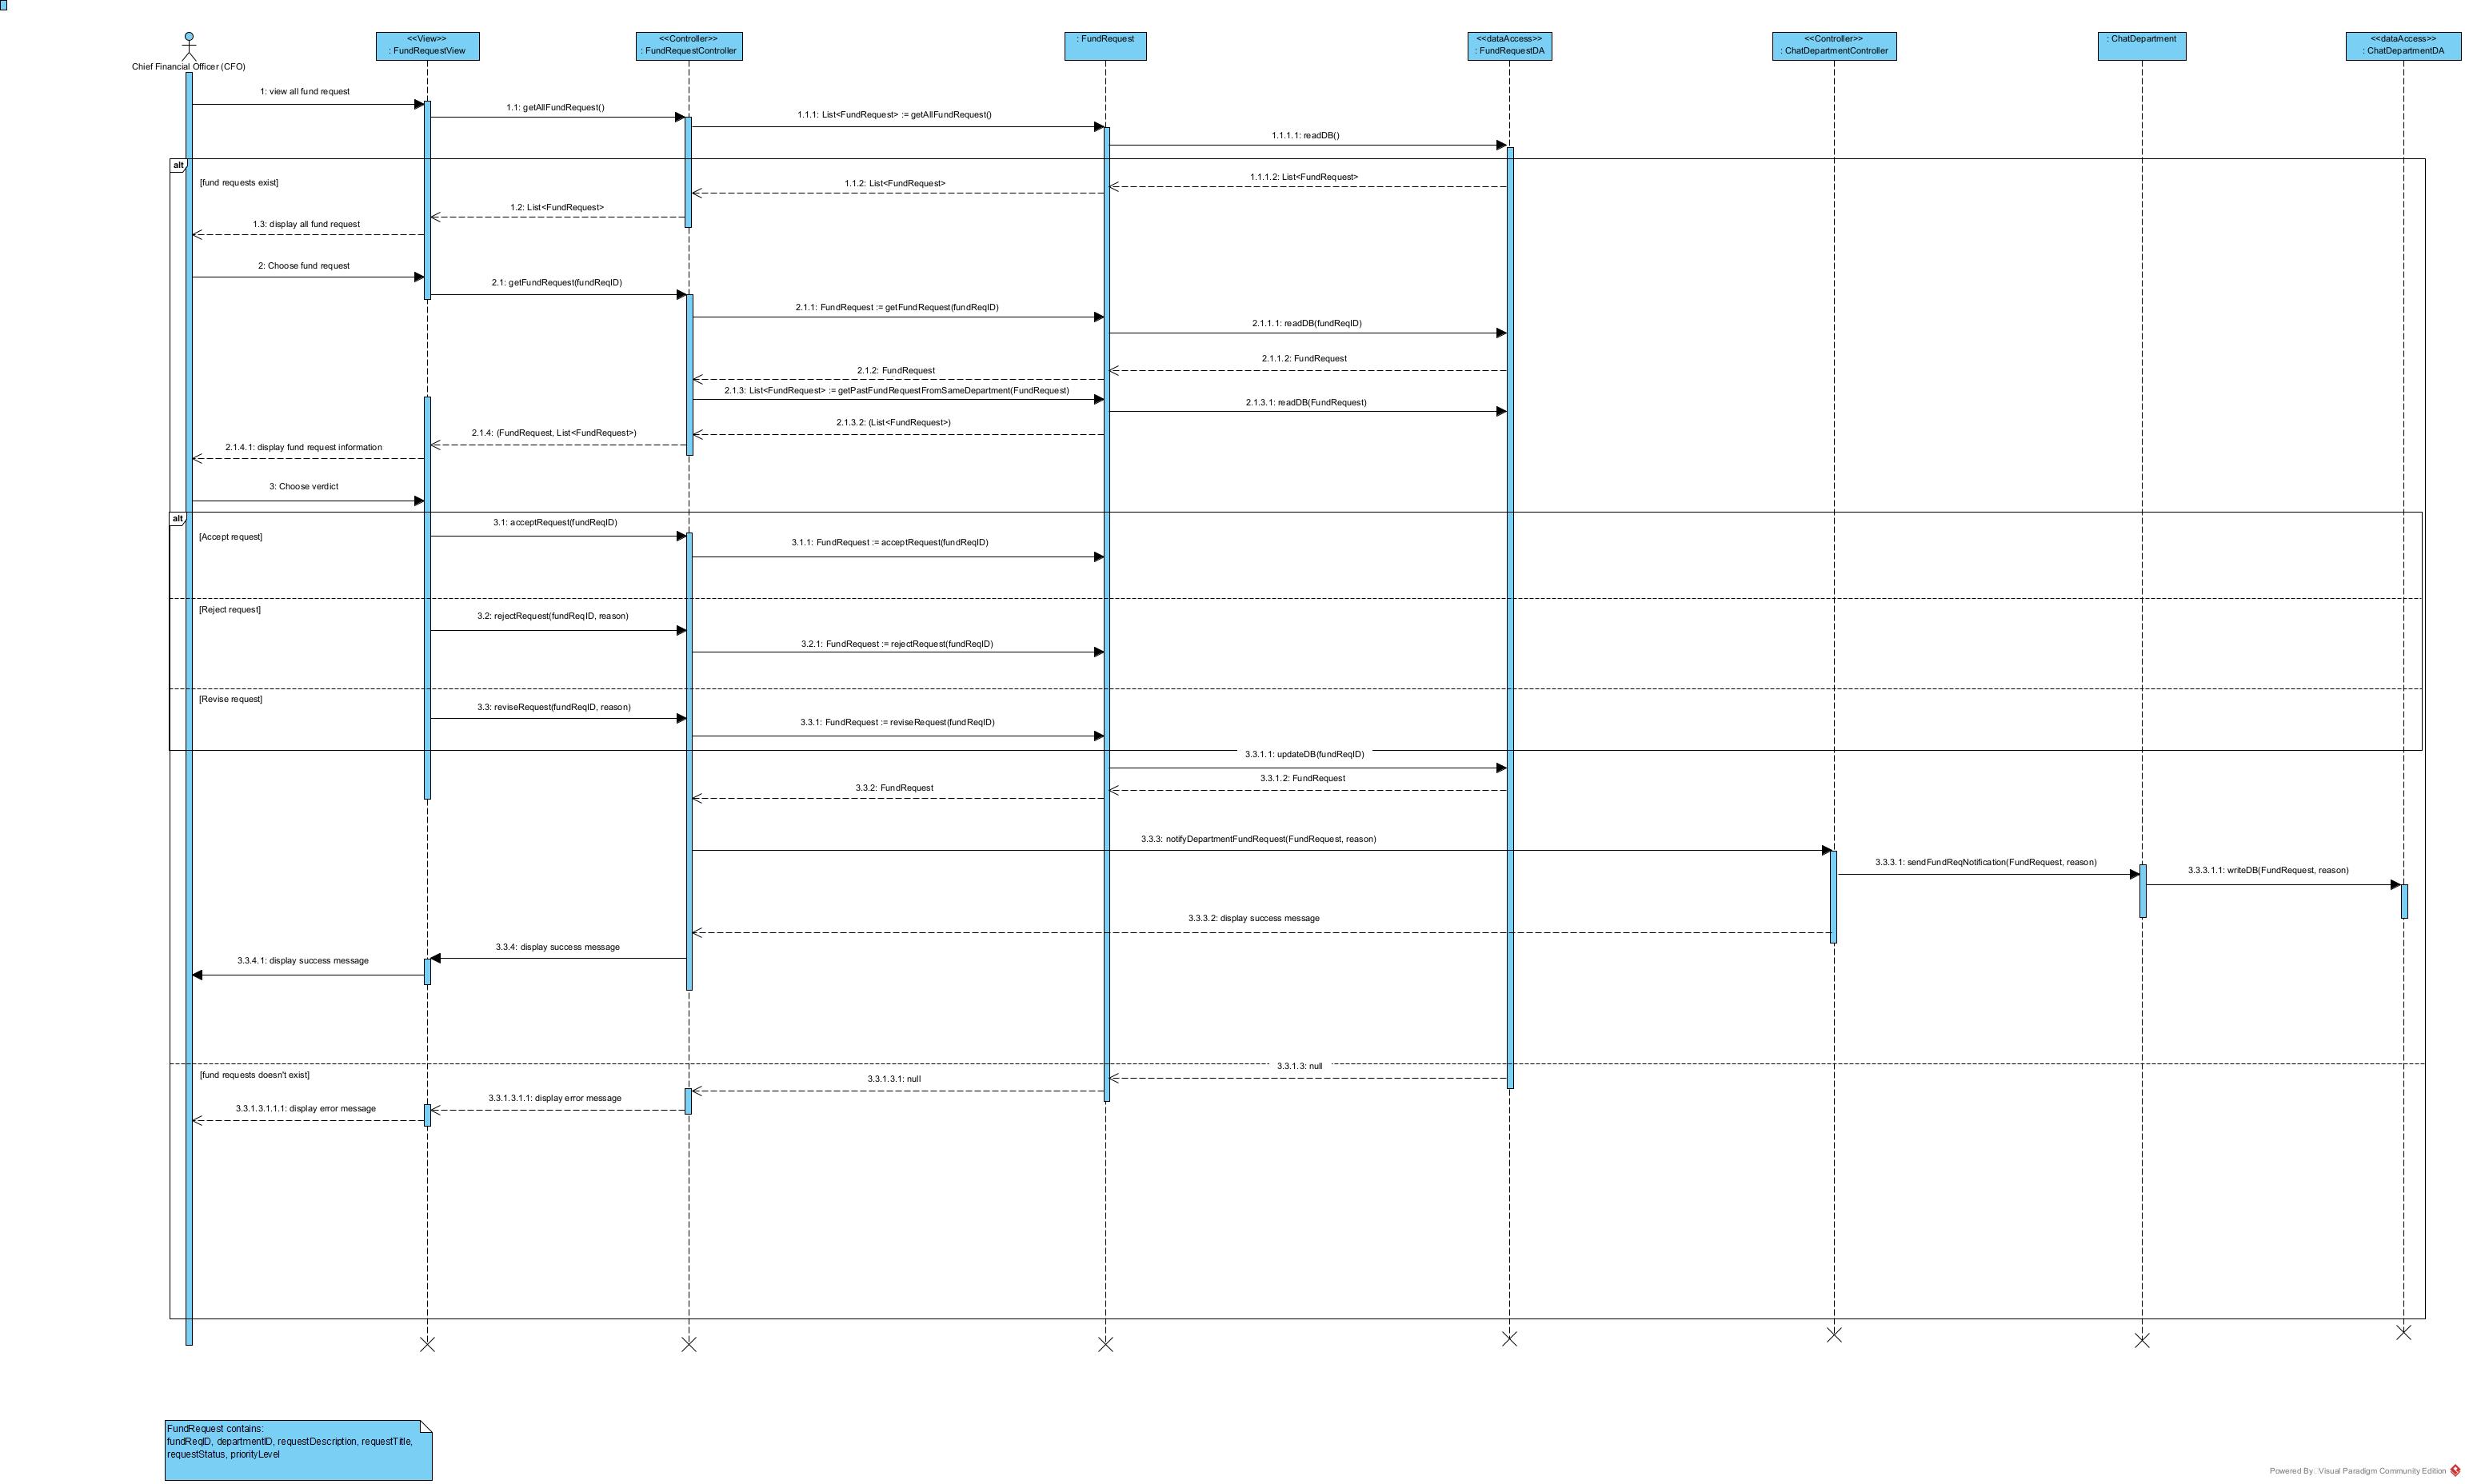 <<View>>
: FundRequestView
<<Controller>>
: FundRequestController
: FundRequest
<<dataAccess>>
: FundRequestDA
<<Controller>>
: ChatDepartmentController
: ChatDepartment
<<dataAccess>>
: ChatDepartmentDA
Chief Financial Officer (CFO)
1: view all fund request
1.1: getAllFundRequest()
1.1.1: List<FundRequest> := getAllFundRequest()
1.1.1.1: readDB()
alt
[fund requests exist]
1.1.1.2: List<FundRequest>
1.1.2: List<FundRequest>
1.2: List<FundRequest>
1.3: display all fund request
2: Choose fund request
2.1: getFundRequest(fundReqID)
2.1.1: FundRequest := getFundRequest(fundReqID)
2.1.1.1: readDB(fundReqID)
2.1.1.2: FundRequest
2.1.2: FundRequest
2.1.3: List<FundRequest> := getPastFundRequestFromSameDepartment(FundRequest)
2.1.3.1: readDB(FundRequest)
2.1.3.2: (List<FundRequest>)
2.1.4: (FundRequest, List<FundRequest>)
2.1.4.1: display fund request information
3: Choose verdict
alt
[Accept request]
3.1: acceptRequest(fundReqID)
3.1.1: FundRequest := acceptRequest(fundReqID)
[Reject request]
3.2: rejectRequest(fundReqID, reason)
3.2.1: FundRequest := rejectRequest(fundReqID)
[Revise request]
3.3: reviseRequest(fundReqID, reason)
3.3.1: FundRequest := reviseRequest(fundReqID)
3.3.1.1: updateDB(fundReqID)
3.3.1.2: FundRequest
3.3.2: FundRequest
3.3.3: notifyDepartmentFundRequest(FundRequest, reason)
3.3.3.1: sendFundReqNotification(FundRequest, reason)
3.3.3.1.1: writeDB(FundRequest, reason)
3.3.3.2: display success message
3.3.4: display success message
3.3.4.1: display success message
[fund requests doesn't exist]
3.3.1.3: null
3.3.1.3.1: null
3.3.1.3.1.1: display error message
3.3.1.3.1.1.1: display error message
FundRequest contains:
fundReqID, departmentID, requestDescription, requestTitle,
requestStatus, priorityLevel
Powered By: Visual Paradigm Community Edition